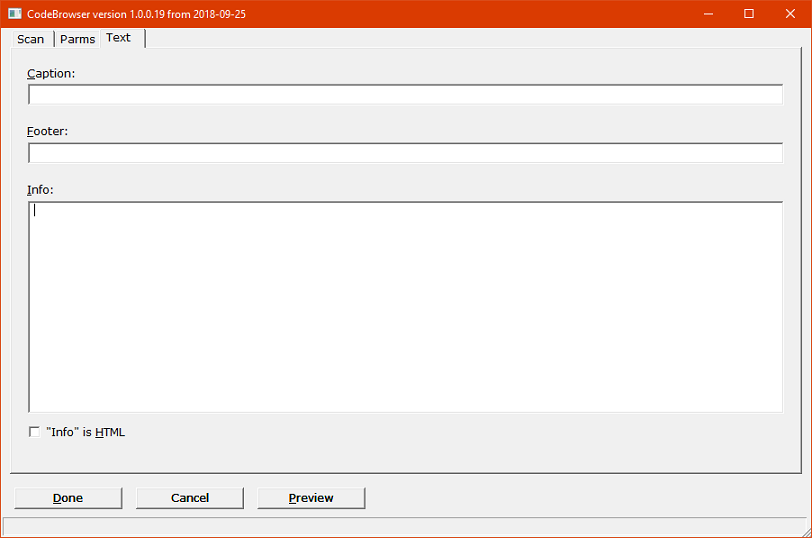 CodeBrowser version 1.0.0.19 from 2018-09-25
Scan Parms Text
Caption:
Footer:
Info:
"Info" is HTML
Done Cancel Preview